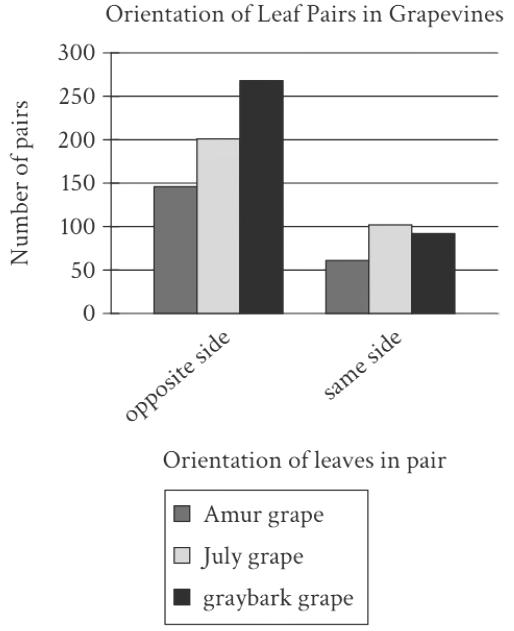 Orientation of Leaf Pairs in Grapevines
Number of pairs
300
250
200
150
100
50
0
opposite side
same side
Orientation of leaves in pair
Amur grape
July grape
graybark grape